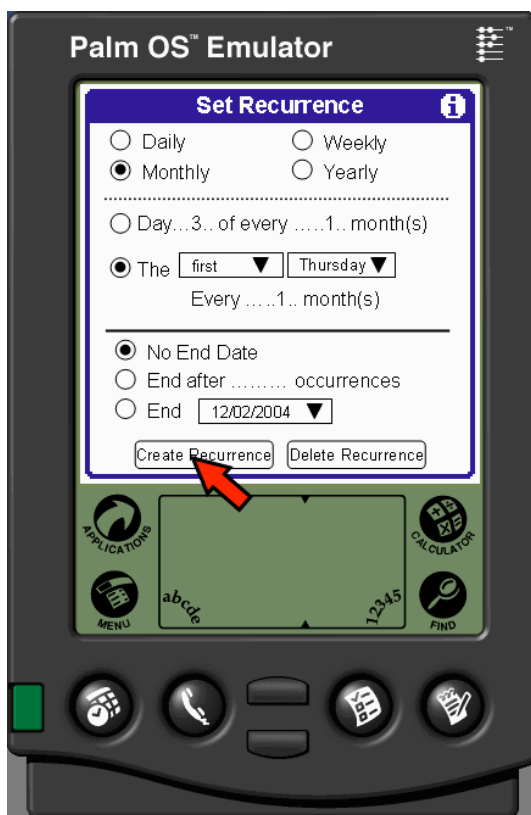 Palm OS™ Emulator
™
Set Recurrence
Daily Weekly
Monthly Yearly
Day...3.. of every .....1.. month(s)
The first Thursday
Every .....1.. month(s)
No End Date
End after ......... occurrences
End 12/02/2004
Create Recurrence Delete Recurrence
APPLICATIONS CALCULATOR
abcde 12345
MENU FIND